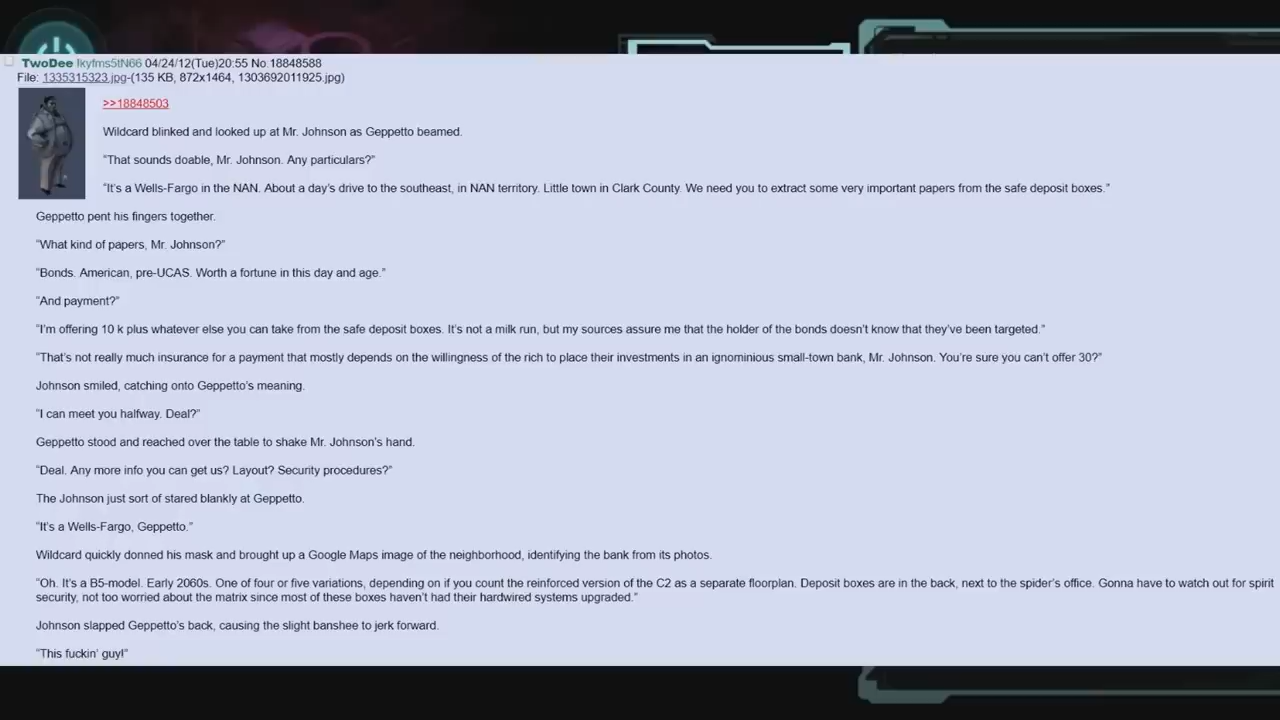 TwoDee !kyfms5tN66 04/24/12(Tue)20:55 No.18848588
File: 1335315323.jpg-(135 KB, 872x1464, 1303692011925.jpg)
>>18848503
Wildcard blinked and looked up at Mr. Johnson as Geppetto beamed.
“That sounds doable, Mr. Johnson. Any particulars?”
“It’s a Wells-Fargo in the NAN. About a day’s drive to the southeast, in NAN territory. Little town in Clark County. We need you to extract some very important papers from the safe deposit boxes.”
Geppetto pent his fingers together.
“What kind of papers, Mr. Johnson?”
“Bonds. American, pre-UCAS. Worth a fortune in this day and age.”
“And payment?”
“I’m offering 10 k plus whatever else you can take from the safe deposit boxes. It’s not a milk run, but my sources assure me that the holder of the bonds doesn’t know that they’ve been targeted.”
“That’s not really much insurance for a payment that mostly depends on the willingness of the rich to place their investments in an ignominious small-town bank, Mr. Johnson. You’re sure you can’t offer 30?”
Johnson smiled, catching onto Geppetto’s meaning.
“I can meet you halfway. Deal?”
Geppetto stood and reached over the table to shake Mr. Johnson’s hand.
“Deal. Any more info you can get us? Layout? Security procedures?”
The Johnson just sort of stared blankly at Geppetto.
“It’s a Wells-Fargo, Geppetto.”
Wildcard quickly donned his mask and brought up a Google Maps image of the neighborhood, identifying the bank from its photos.
“Oh. It’s a B5-model. Early 2060s. One of four or five variations, depending on if you count the reinforced version of the C2 as a separate floorplan. Deposit boxes are in the back, next to the spider’s office. Gonna have to watch out for spirit
security, not too worried about the matrix since most of these boxes haven’t had their hardwired systems upgraded.”
Johnson slapped Geppetto’s back, causing the slight banshee to jerk forward.
“This fuckin’ guy!”